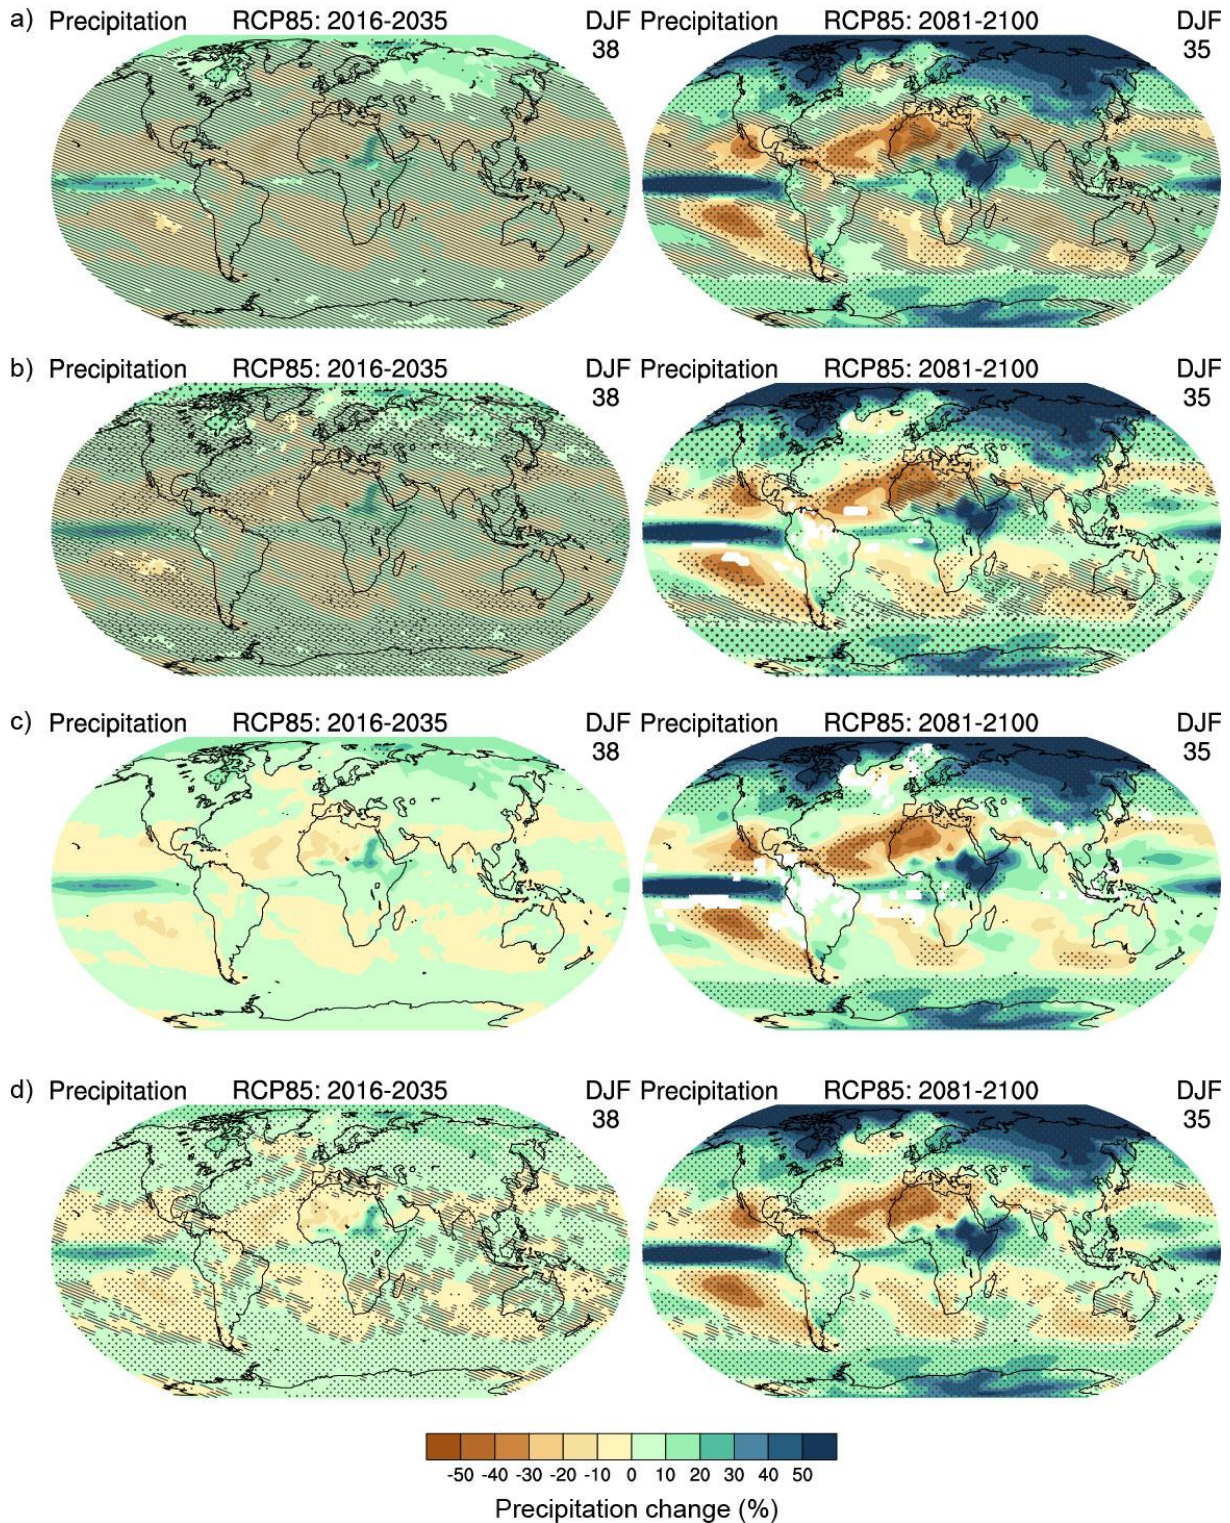 a) Precipitation RCP85: 2016-2035 DJF Precipitation RCP85: 2081-2100 DJF
38 35
b) Precipitation RCP85: 2016-2035 DJF Precipitation RCP85: 2081-2100 DJF
38 35
c) Precipitation RCP85: 2016-2035 DJF Precipitation RCP85: 2081-2100 DJF
38 35
d) Precipitation RCP85: 2016-2035 DJF Precipitation RCP85: 2081-2100 DJF
38 35
-50 -40 -30 -20 -10 0 10 20 30 40 50
Precipitation change (%)